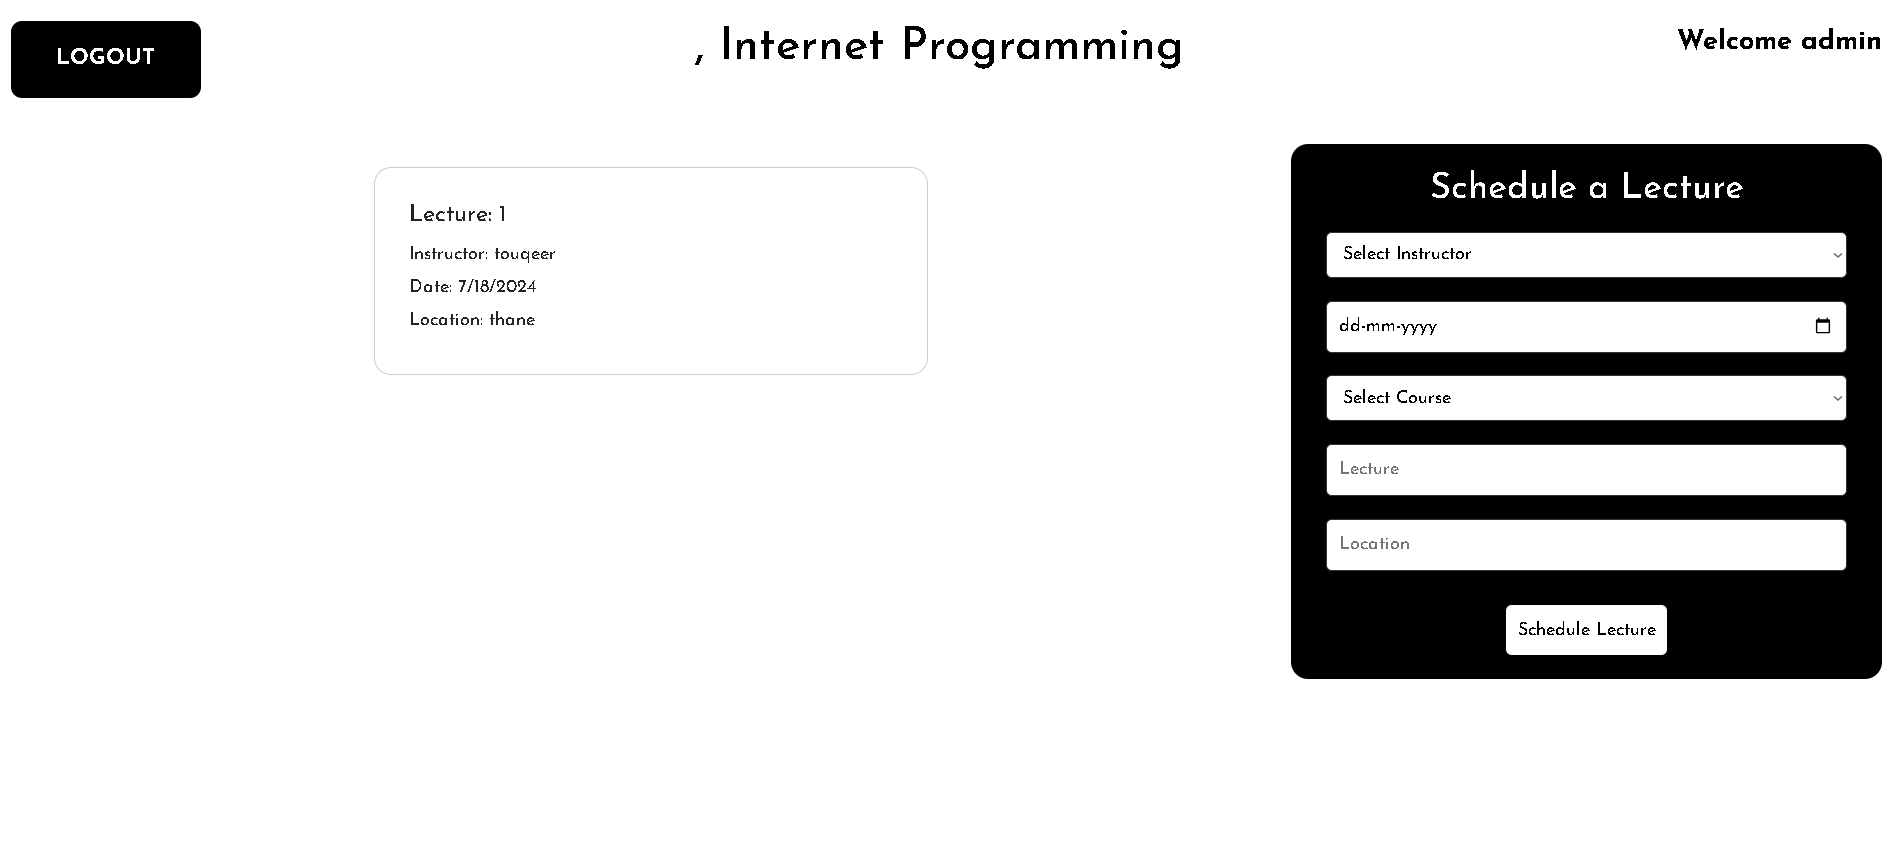 LOGOUT
, Internet Programming
Welcome admin
Lecture: 1
Instructor: touqeer
Date: 7/18/2024
Location: thane
Schedule a Lecture
Select Instructor
dd-mm-yyyy
Select Course
Lecture
Location
Schedule Lecture